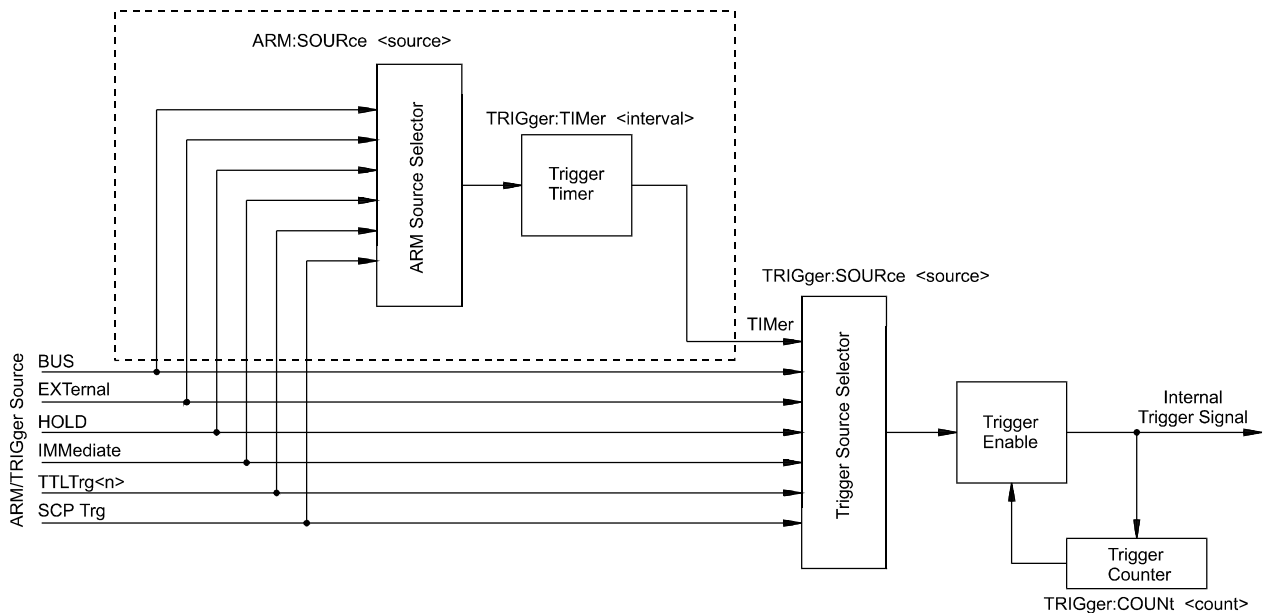 ARM:SOURce <source>
ARM Source Selector
TRIGger:TIMer <interval>
Trigger
Timer
TRIGger:SOURce <source>
TIMer
Trigger Source Selector
ARM/TRIGger Source
BUS
EXTernal
HOLD
IMMediate
TTLTrg<n>
SCP Trg
Trigger
Enable
Internal
Trigger Signal
Trigger
Counter
TRIGger:COUNt <count>